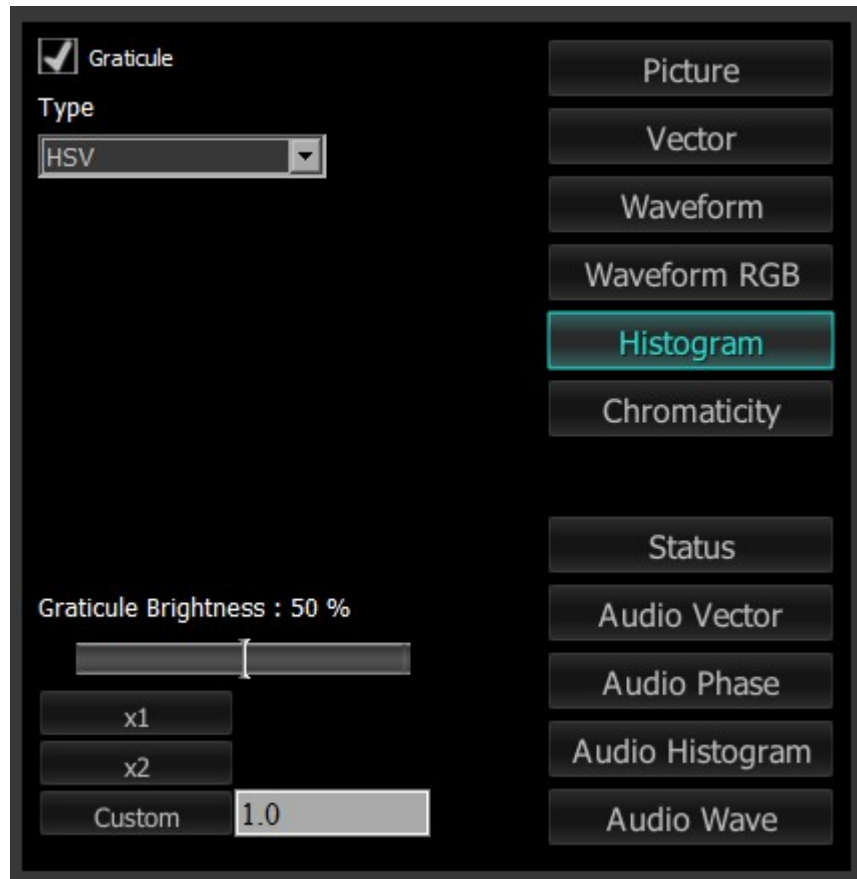 Graticule
Type
HSV
Graticule Brightness : 50 %
x1
x2
Custom
1.0
Picture
Vector
Waveform
Waveform RGB
Histogram
Chromaticity
Status
Audio Vector
Audio Phase
Audio Histogram
Audio Wave